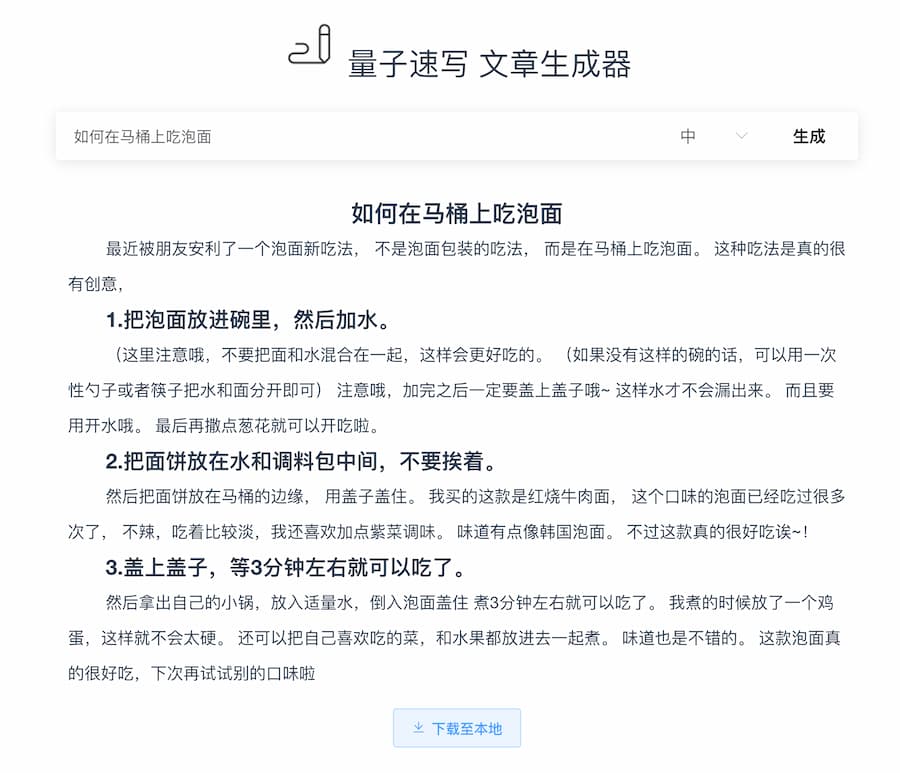 量子速写 文章生成器
如何在马桶上吃泡面 中 生成
如何在马桶上吃泡面
最近被朋友安利了一个泡面新吃法， 不是泡面包装的吃法， 而是在马桶上吃泡面。 这种吃法是真的很
有创意，
1.把泡面放进碗里，然后加水。
（这里注意哦，不要把面和水混合在一起，这样会更好吃的。 （如果没有这样的碗的话，可以用一次
性勺子或者筷子把水和面分开即可） 注意哦，加完之后一定要盖上盖子哦~ 这样水才不会漏出来。 而且要
用开水哦。 最后再撒点葱花就可以开吃啦。
2.把面饼放在水和调料包中间，不要挨着。
然后把面饼放在马桶的边缘， 用盖子盖住。 我买的这款是红烧牛肉面， 这个口味的泡面已经吃过很多
次了， 不辣，吃着比较淡，我还喜欢加点紫菜调味。 味道有点像韩国泡面。 不过这款真的很好吃诶~！
3.盖上盖子，等3分钟左右就可以吃了。
然后拿出自己的小锅，放入适量水，倒入泡面盖住 煮3分钟左右就可以吃了。 我煮的时候放了一个鸡
蛋，这样就不会太硬。 还可以把自己喜欢吃的菜，和水果都放进去一起煮。 味道也是不错的。 这款泡面真
的很好吃，下次再试试别的口味啦
下载至本地